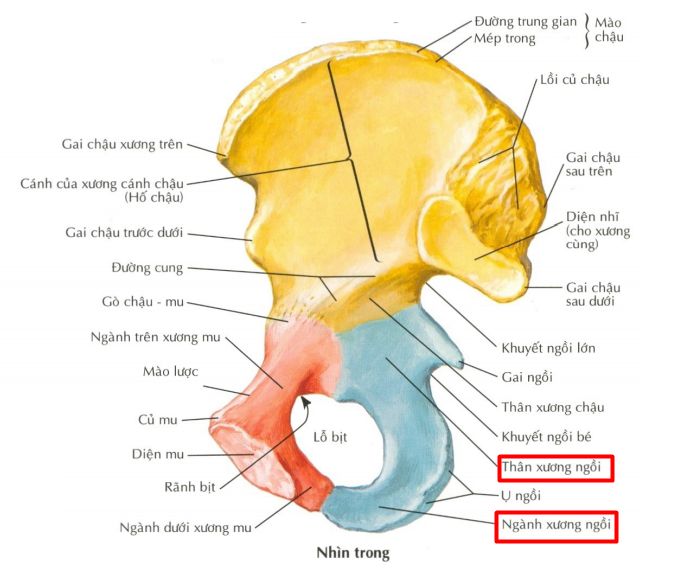 Đường trung gian
Mép trong
Mào
chậu
Lồi củ chậu
Gai chậu xương trên
Cánh của xương cánh chậu
(Hố chậu)
Gai chậu trước dưới
Đường cung
Gò chậu - mu
Ngành trên xương mu
Mào lược
Củ mu
Diện mu
Rãnh bịt
Ngành dưới xương mu
Lỗ bịt
Gai chậu
sau trên
Diện nhĩ
(cho xương
cùng)
Gai chậu
sau dưới
Khuyết ngồi lớn
Gai ngồi
Thân xương chậu
Khuyết ngồi bé
Thân xương ngồi
Ụ ngồi
Ngành xương ngồi
Nhìn trong